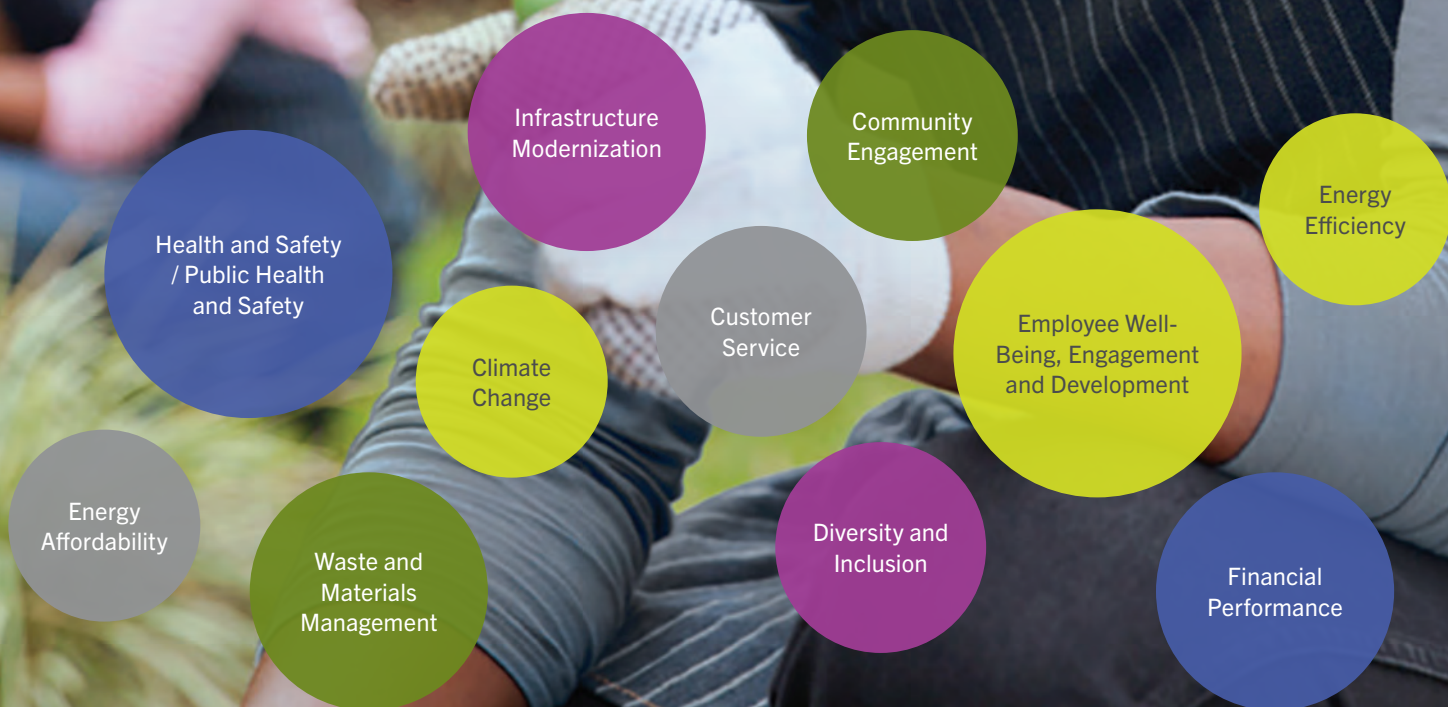 Infrastructure
Modernization
Community
Engagement
Energy
Efficiency
Health and Safety
/ Public Health
and Safety
Customer
Service
Employee Well-
Being, Engagement
and Development
Climate
Change
Energy
Affordability
Waste and
Materials
Management
Diversity and
Inclusion
Financial
Performance